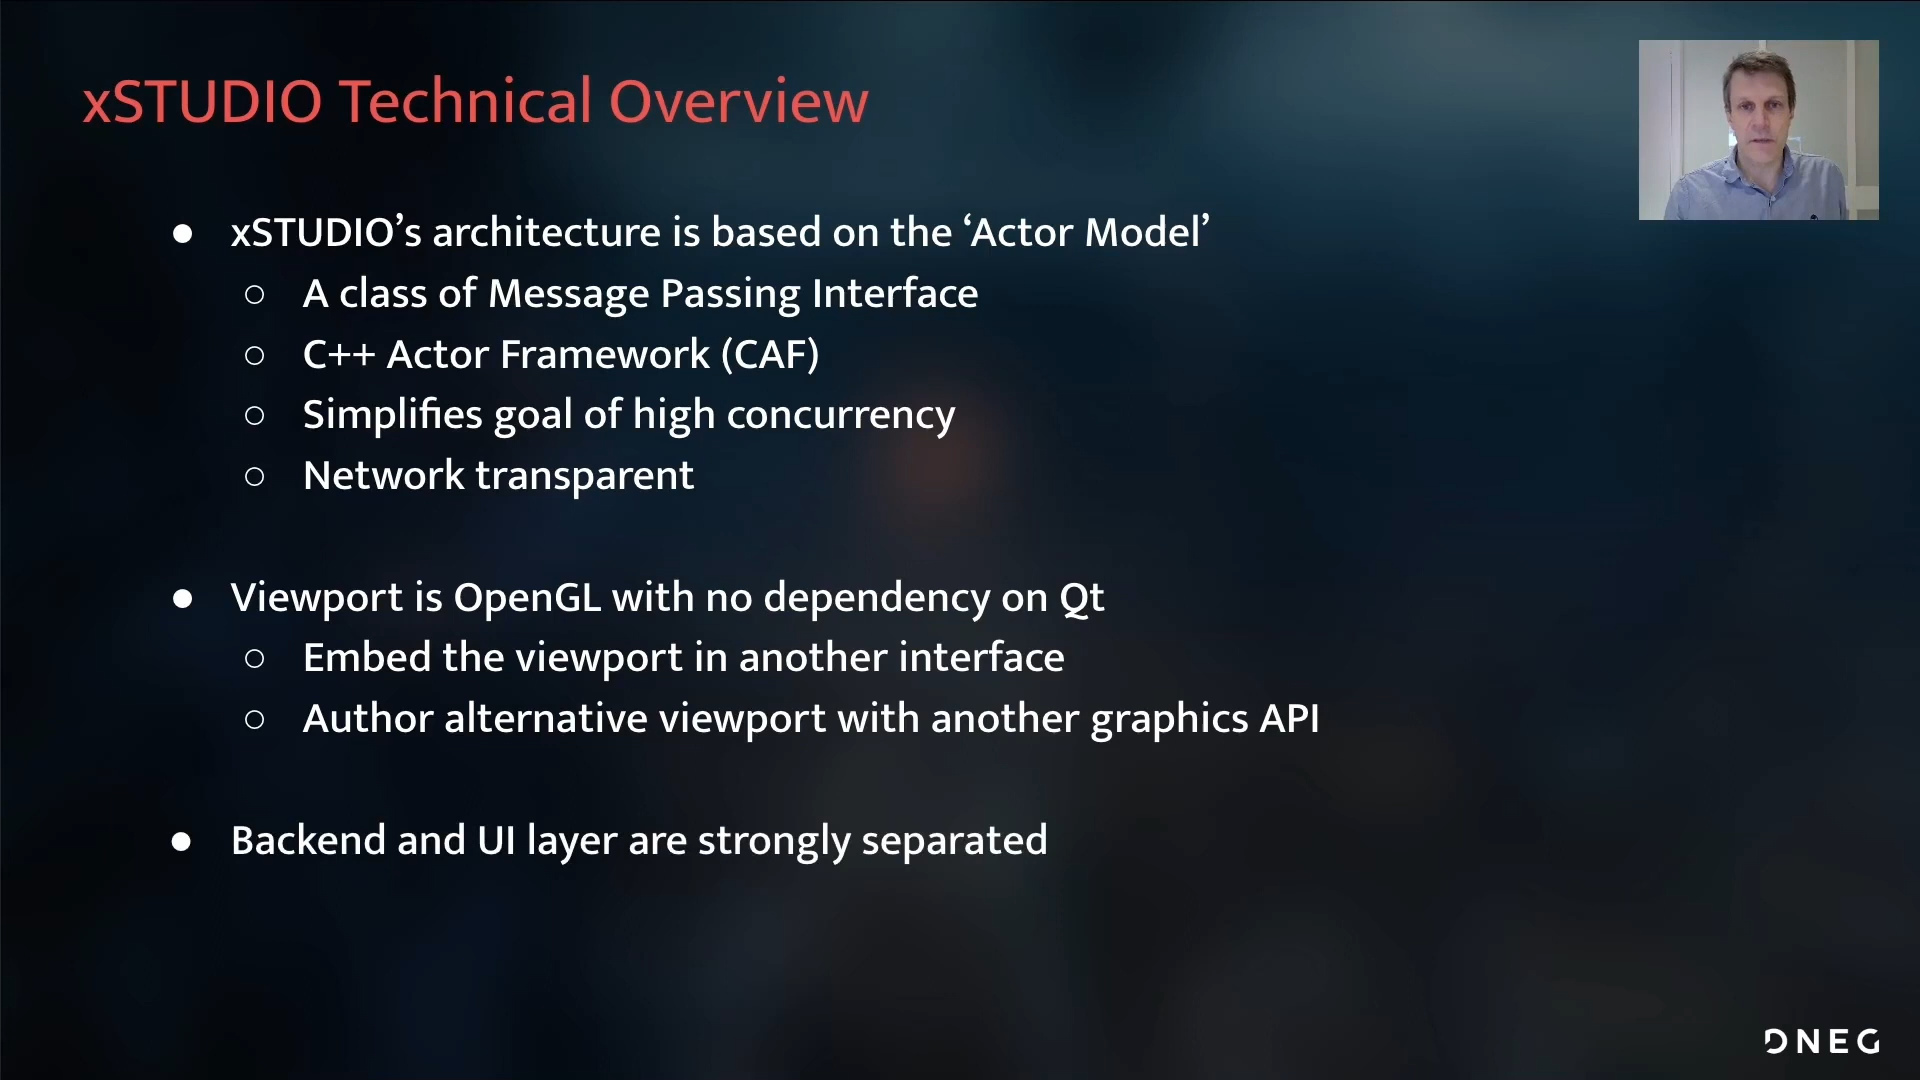 xSTUDIO Technical Overview
● xSTUDIO’s architecture is based on the ‘Actor Model’
○ A class of Message Passing Interface
○ C++ Actor Framework (CAF)
○ Simplifies goal of high concurrency
○ Network transparent
● Viewport is OpenGL with no dependency on Qt
○ Embed the viewport in another interface
○ Author alternative viewport with another graphics API
● Backend and UI layer are strongly separated
DNEG